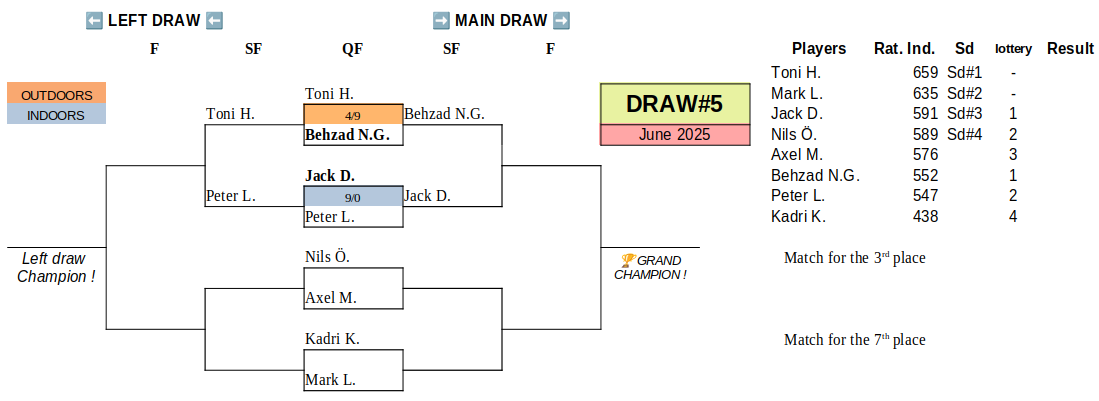 ⬅️ LEFT DRAW ⬅️ ➡️ MAIN DRAW ➡️
F SF QF SF F
Players Rat. Ind. Sd lottery Result
Toni H. 659 Sd#1 -
Mark L. 635 Sd#2 -
Jack D. 591 Sd#3 1
Nils Ö. 589 Sd#4 2
Axel M. 576 3
Behzad N.G. 552 1
Peter L. 547 2
Kadri K. 438 4
OUTDOORS
INDOORS
Toni H.
Toni H. 4/9 Behzad N.G.
Behzad N.G.
DRAW#5
June 2025
Jack D.
Peter L. 9/0 Jack D.
Peter L.
Left draw
Champion !
Nils Ö.
Axel M.
🏆GRAND
CHAMPION !
Match for the 3rd place
Kadri K.
Mark L.
Match for the 7th place